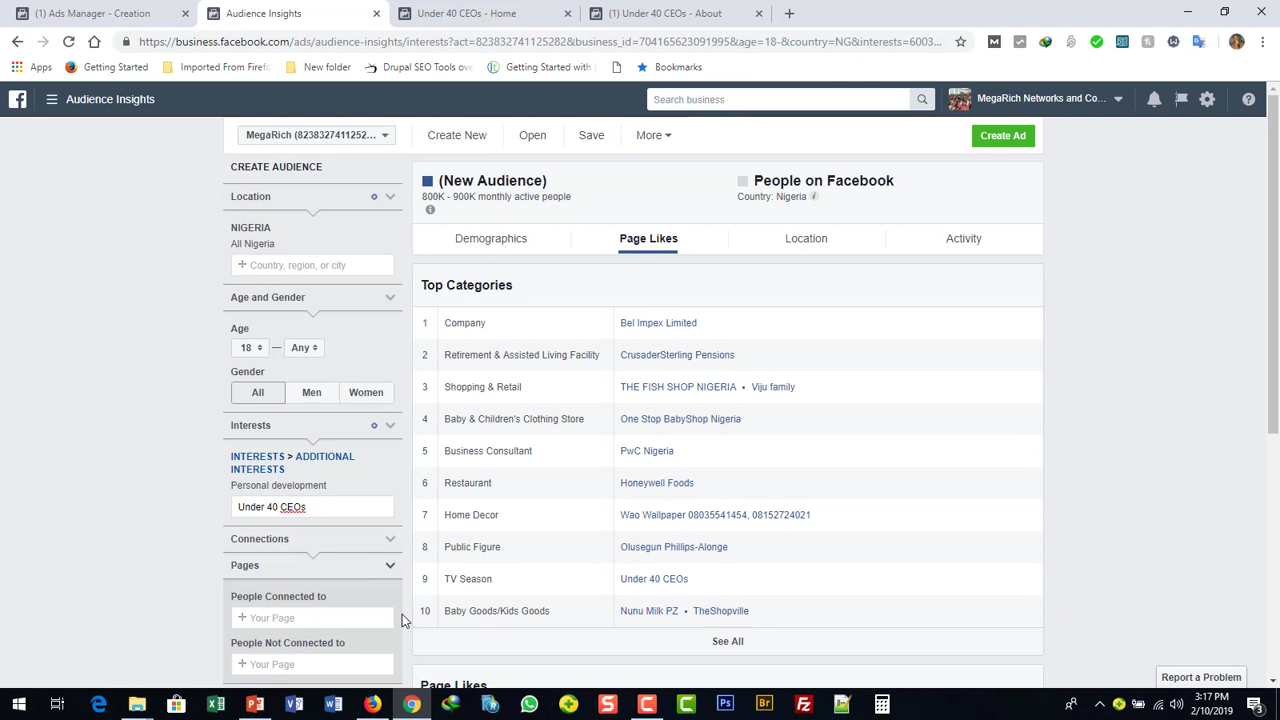 (1) Ads Manager - Creation
Audience Insights
Under 40 CEOs - Home
(1) Under 40 CEOs - About
https://business.facebook.com/ads/audience-insights/interests?act=823832741125282&business_id=704165623091995&age=18-&country=NG&interests=6003...
Apps
Getting Started
Imported From Firefo
New folder
Drupal SEO Tools ove
Getting Started with
Bookmarks
Audience Insights
Search business
MegaRich Networks and Co...
MegaRich (8238327411252...
Create New
Open
Save
More
Create Ad
CREATE AUDIENCE
Location
NIGERIA
All Nigeria
+ Country, region, or city
Age and Gender
Age
18 — Any
Gender
All
Men
Women
Interests
INTERESTS > ADDITIONAL
INTERESTS
Personal development
Under 40 CEOs
Connections
Pages
People Connected to
+ Your Page
People Not Connected to
+ Your Page
(New Audience)
800K - 900K monthly active people
People on Facebook
Country: Nigeria
Demographics
Page Likes
Location
Activity
Top Categories
1 Company Bel Impex Limited
2 Retirement & Assisted Living Facility CrusaderSterling Pensions
3 Shopping & Retail THE FISH SHOP NIGERIA • Viju family
4 Baby & Children's Clothing Store One Stop BabyShop Nigeria
5 Business Consultant PwC Nigeria
6 Restaurant Honeywell Foods
7 Home Decor Wao Wallpaper 08035541454, 08152724021
8 Public Figure Olusegun Phillips-Alonge
9 TV Season Under 40 CEOs
10 Baby Goods/Kids Goods Nunu Milk PZ • TheShopville
See All
Page Likes
Report a Problem
3:17 PM
2/10/2019